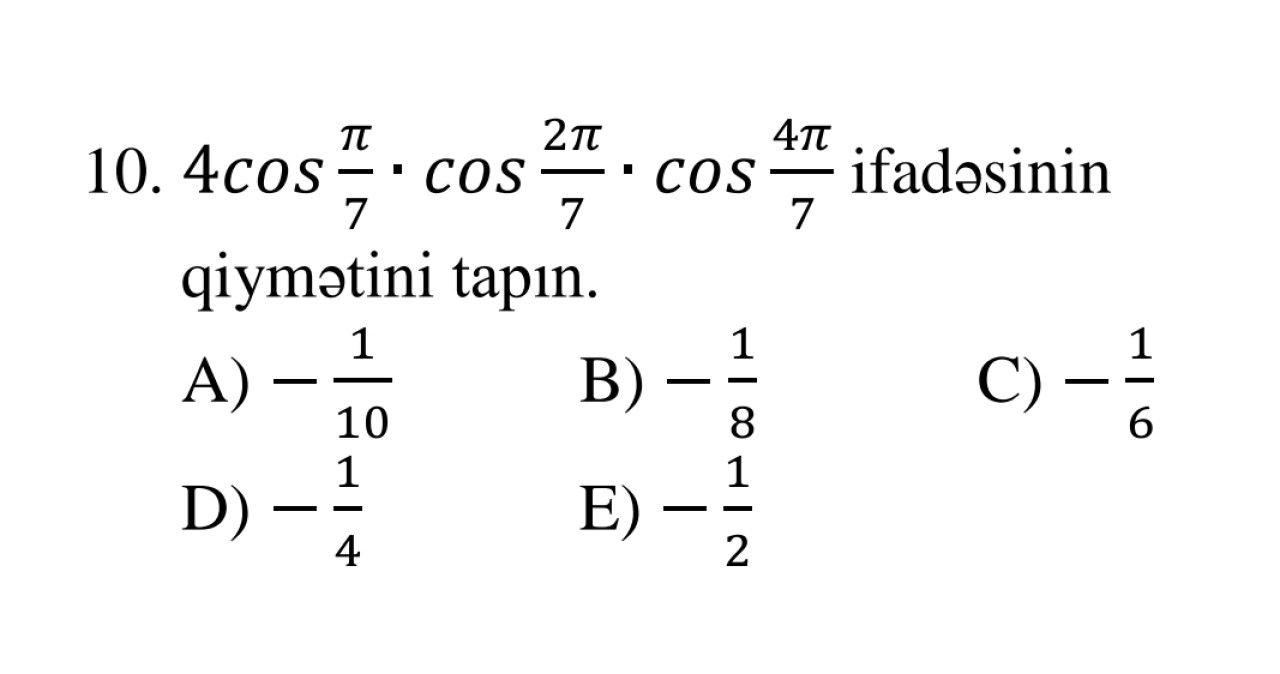 10. 4cos π/7 · cos 2π/7 · cos 4π/7 ifadəsinin
qiymətini tapın.
A) − 1/10 B) − 1/8 C) − 1/6
D) − 1/4 E) − 1/2